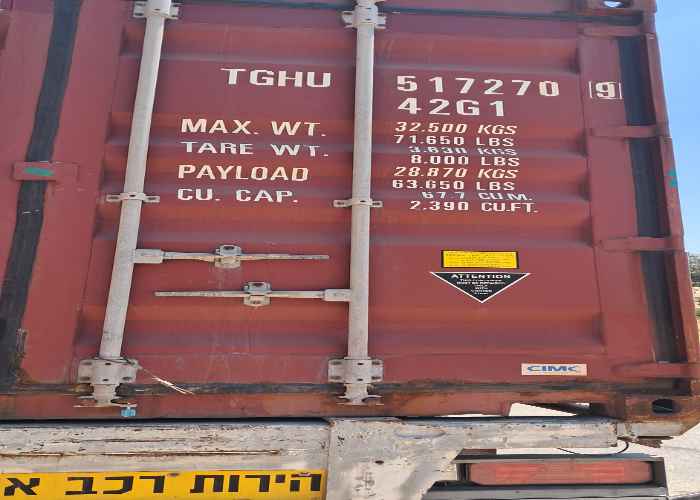 TGHU 517270 9
42G1
MAX. WT. 32.500 KGS
71.650 LBS
TARE WT. 3.630 KGS
8.000 LBS
PAYLOAD 28.870 KGS
63.650 LBS
CU. CAP. 67.7 CU.M.
2.390 CU.FT.
ATTENTION
CIMC
זהירות רכב א